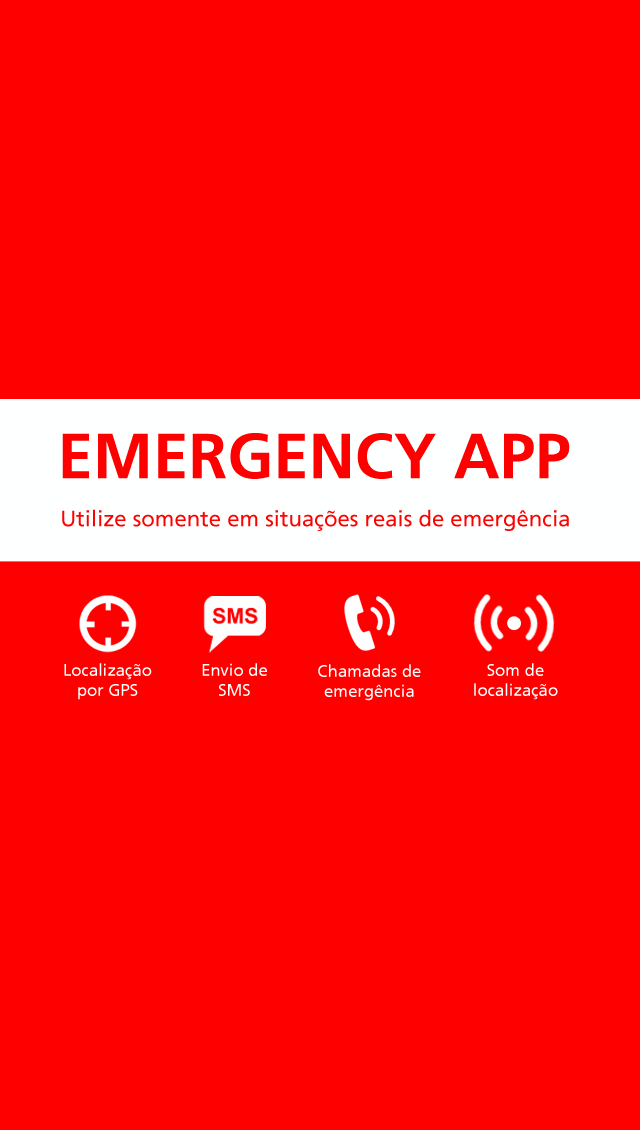 EMERGENCY APP
Utilize somente em situações reais de emergência
SMS
Localização
por GPS
Envio de
SMS
Chamadas de
emergência
Som de
localização